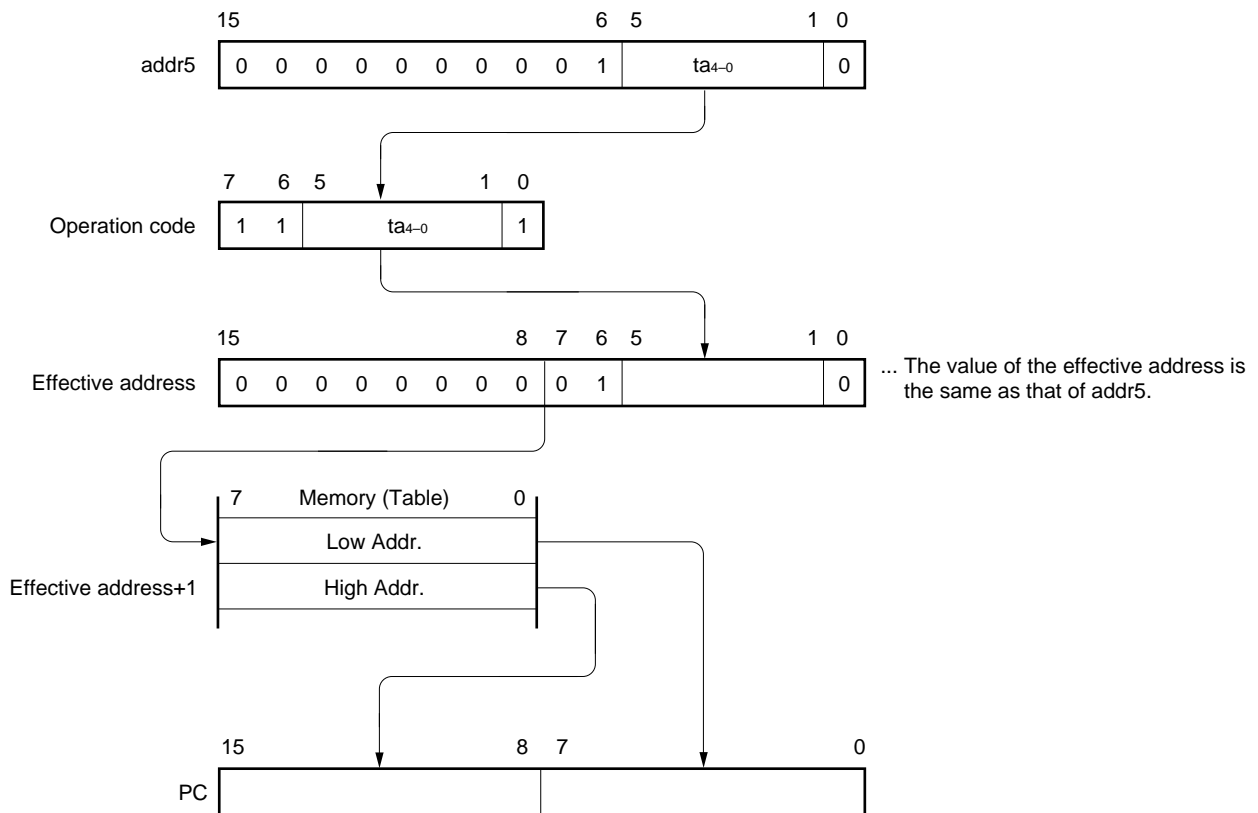 15 6 5 1 0
addr5 0 0 0 0 0 0 0 0 0 1 ta4–0 0
7 6 5 1 0
Operation code 1 1 ta4–0 1
15 8 7 6 5 1 0
Effective address 0 0 0 0 0 0 0 0 0 1 0 ... The value of the effective address is
the same as that of addr5.
7 Memory (Table) 0
Low Addr.
Effective address+1 High Addr.
15 8 7 0
PC